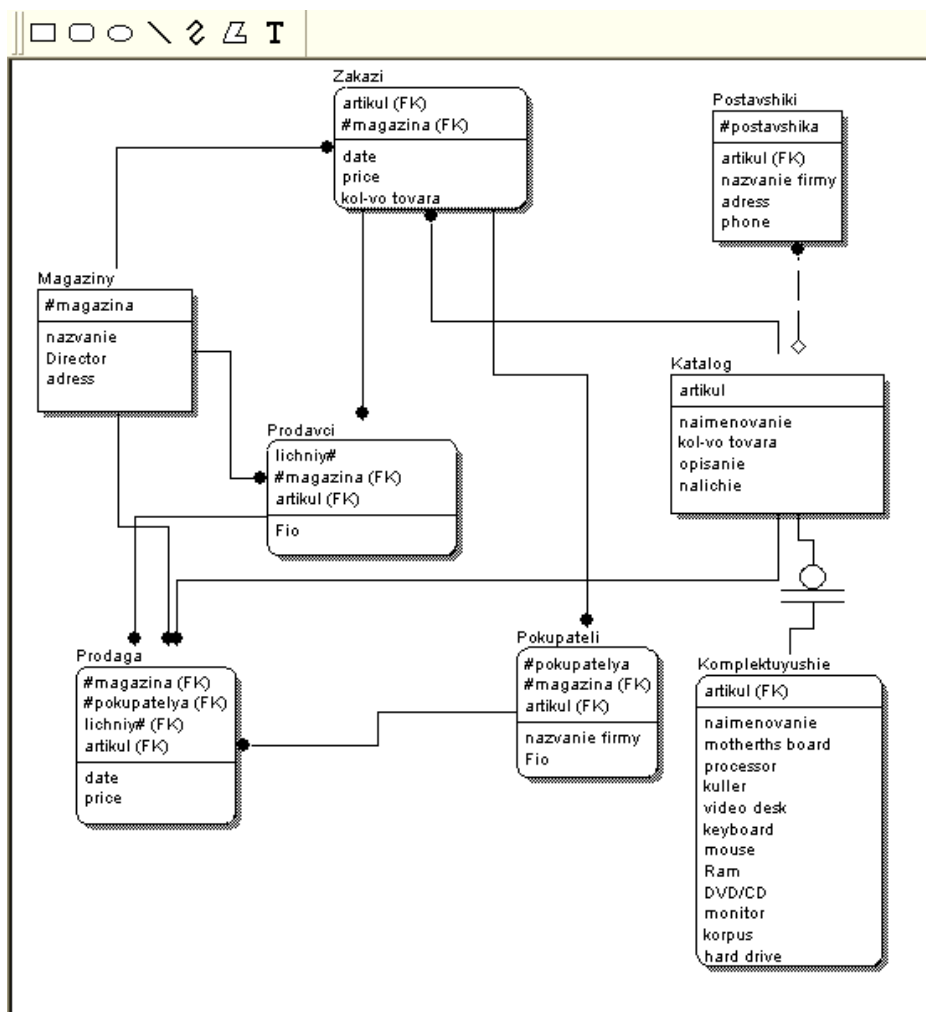 T
Zakazi
artikul (FK)
#magazina (FK)
date
price
kol-vo tovara
Postavshiki
#postavshika
artikul (FK)
nazvanie firmy
adress
phone
Magaziny
#magazina
nazvanie
Director
adress
Katalog
artikul
naimenovanie
kol-vo tovara
opisanie
nalichie
Prodavci
lichniy#
#magazina (FK)
artikul (FK)
Fio
Prodaga
#magazina (FK)
#pokupatelya (FK)
lichniy# (FK)
artikul (FK)
date
price
Pokupateli
#pokupatelya
#magazina (FK)
artikul (FK)
nazvanie firmy
Fio
Komplektuyushie
artikul (FK)
naimenovanie
motherths board
processor
kuller
video desk
keyboard
mouse
Ram
DVD/CD
monitor
korpus
hard drive